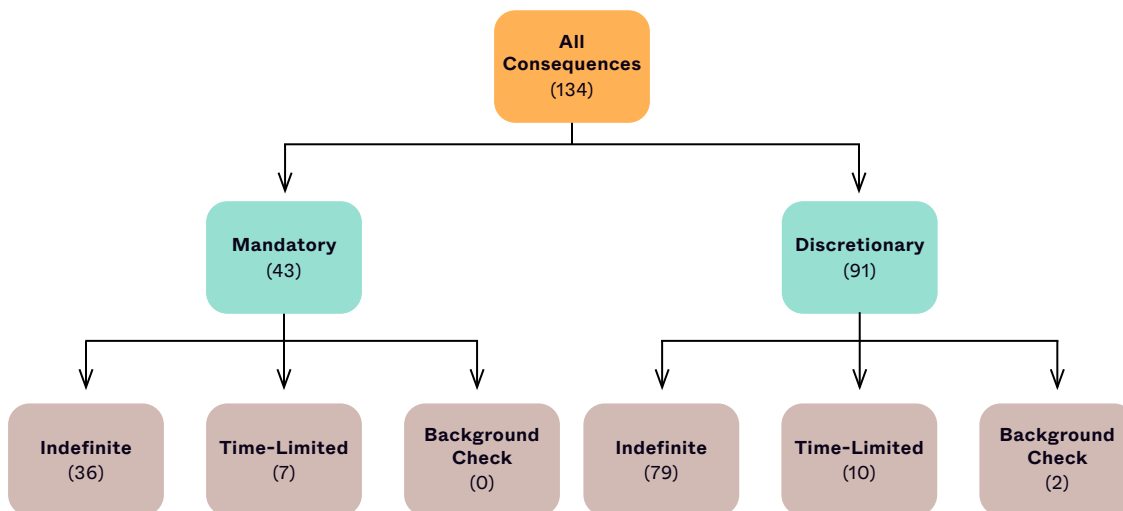 All
Consequences
(134)
Mandatory
(43)
Discretionary
(91)
Indefinite
(36)
Time-Limited
(7)
Background
Check
(0)
Indefinite
(79)
Time-Limited
(10)
Background
Check
(2)